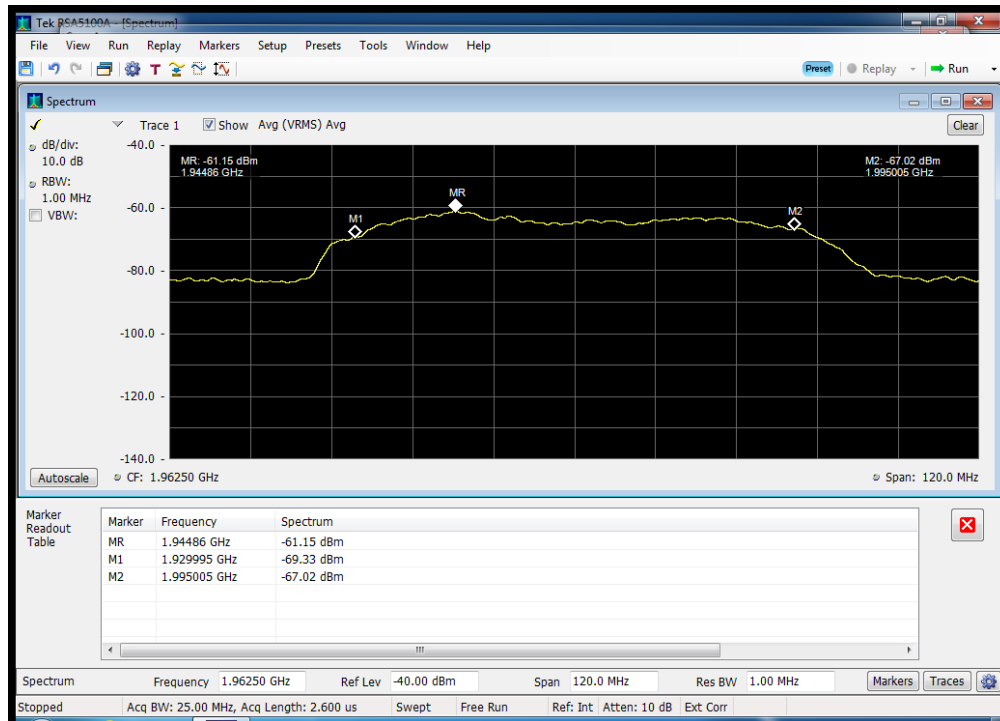 Tek RSA5100A - [Spectrum]
File View Run Replay Markers Setup Presets Tools Window Help
T Preset Replay Run
Spectrum
Trace 1 Show Avg (VRMS) Avg Clear
dB/div:
10.0 dB
RBW:
1.00 MHz
VBW:
-40.0 -
-60.0 -
-80.0 -
-100.0 -
-120.0 -
-140.0 -
MR: -61.15 dBm
1.94486 GHz
M2: -67.02 dBm
1.995005 GHz
M1
MR
M2
Autoscale CF: 1.96250 GHz Span: 120.0 MHz
Marker
Readout
Table
Marker Frequency Spectrum
MR 1.94486 GHz -61.15 dBm
M1 1.929995 GHz -69.33 dBm
M2 1.995005 GHz -67.02 dBm
Spectrum Frequency 1.96250 GHz Ref Lev -40.00 dBm Span 120.0 MHz Res BW 1.00 MHz Markers Traces
Stopped Acq BW: 25.00 MHz, Acq Length: 2.600 us Swept Free Run Ref: Int Atten: 10 dB Ext Corr